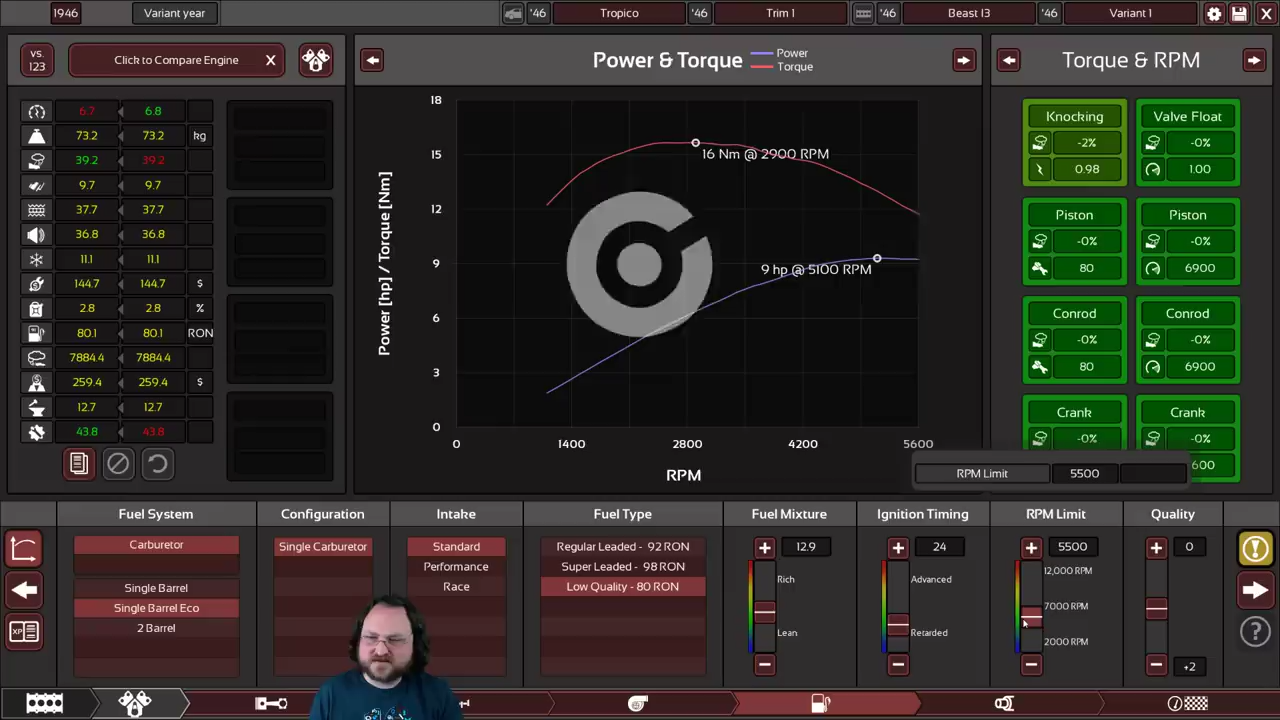 1946 Variant year '46 Tropico '46 Trim 1 '46 Beast I3 '46 Variant 1
VS. 123 Click to Compare Engine X
6.7 6.8
73.2 73.2 kg
39.2 39.2
9.7 9.7
37.7 37.7
36.8 36.8
11.1 11.1
144.7 144.7 $
2.8 2.8 %
80.1 80.1 RON
7884.4 7884.4
259.4 259.4 $
12.7 12.7
43.8 43.8
Power & Torque
Power
Torque
Power [hp] / Torque [Nm]
18
15
12
9
6
3
0
16 Nm @ 2900 RPM
9 hp @ 5100 RPM
0 1400 2800 4200 5600
RPM
Torque & RPM
Knocking Valve Float
-2% -0%
0.98 1.00
Piston Piston
-0% -0%
80 6900
Conrod Conrod
-0% -0%
80 6900
Crank Crank
-0% -0%
600
RPM Limit 5500
Fuel System
Carburetor
Single Barrel
Single Barrel Eco
2 Barrel
Configuration
Single Carburetor
Intake
Standard
Performance
Race
Fuel Type
Regular Leaded - 92 RON
Super Leaded - 98 RON
Low Quality - 80 RON
Fuel Mixture
12.9
Rich
Lean
Ignition Timing
24
Advanced
Retarded
RPM Limit
5500
12,000 RPM
7000 RPM
2000 RPM
Quality
0
+2
XP